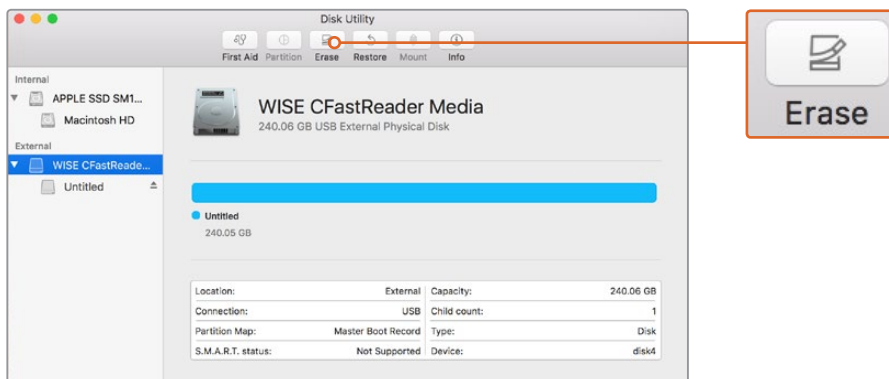 Disk Utility
First Aid Partition Erase Restore Mount Info
Erase
Internal
APPLE SSD SM1...
Macintosh HD
External
WISE CFastReade...
Untitled
WISE CFastReader Media
240.06 GB USB External Physical Disk
Untitled
240.05 GB
Location: External Capacity: 240.06 GB
Connection: USB Child count: 1
Partition Map: Master Boot Record Type: Disk
S.M.A.R.T. status: Not Supported Device: disk4